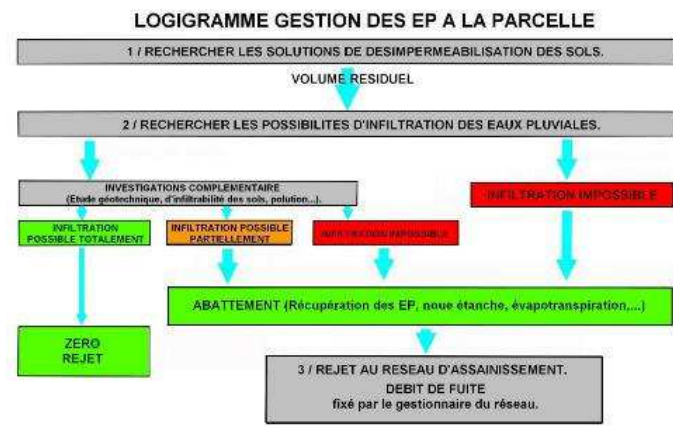 LOGIGRAMME GESTION DES EP A LA PARCELLE
1 / RECHERCHER LES SOLUTIONS DE DESIMPERMEABILISATION DES SOLS.
VOLUME RESIDUEL
2 / RECHERCHER LES POSSIBILITES D'INFILTRATION DES EAUX PLUVIALES.
INVESTIGATIONS COMPLEMENTAIRE
(Etude géotechnique, d'infiltrabilité des sols, polution...).
INFILTRATION IMPOSSIBLE
INFILTRATION
POSSIBLE TOTALEMENT
INFILTRATION POSSIBLE
PARTIELLEMENT
INFILTRATION IMPOSSIBLE
ABATTEMENT (Récupération des EP, noue étanche, évapotranspiration,...)
ZERO
REJET
3 / REJET AU RESEAU D'ASSAINISSEMENT.
DEBIT DE FUITE
fixé par le gestionnaire du réseau.